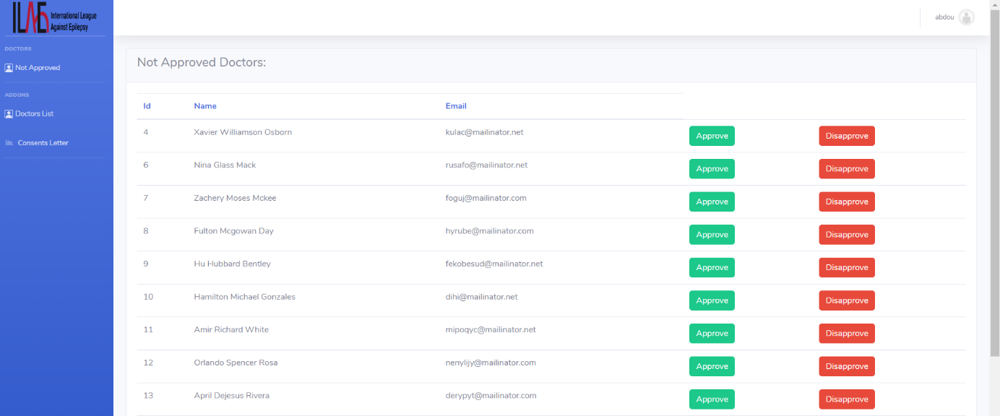 ILAE International League
Against Epilepsy
abdou
DOCTORS
Not Approved
ADDONS
Doctors List
Consents Letter
Not Approved Doctors:
Id Name Email
4 Xavier Williamson Osborn kulac@mailinator.net Approve Disapprove
6 Nina Glass Mack rusafo@mailinator.net Approve Disapprove
7 Zachery Moses Mckee foguj@mailinator.com Approve Disapprove
8 Fulton Mcgowan Day hyrube@mailinator.com Approve Disapprove
9 Hu Hubbard Bentley fekobesud@mailinator.net Approve Disapprove
10 Hamilton Michael Gonzales dihi@mailinator.net Approve Disapprove
11 Amir Richard White mipoqyc@mailinator.net Approve Disapprove
12 Orlando Spencer Rosa nenylijy@mailinator.com Approve Disapprove
13 April Dejesus Rivera derypyt@mailinator.com Approve Disapprove